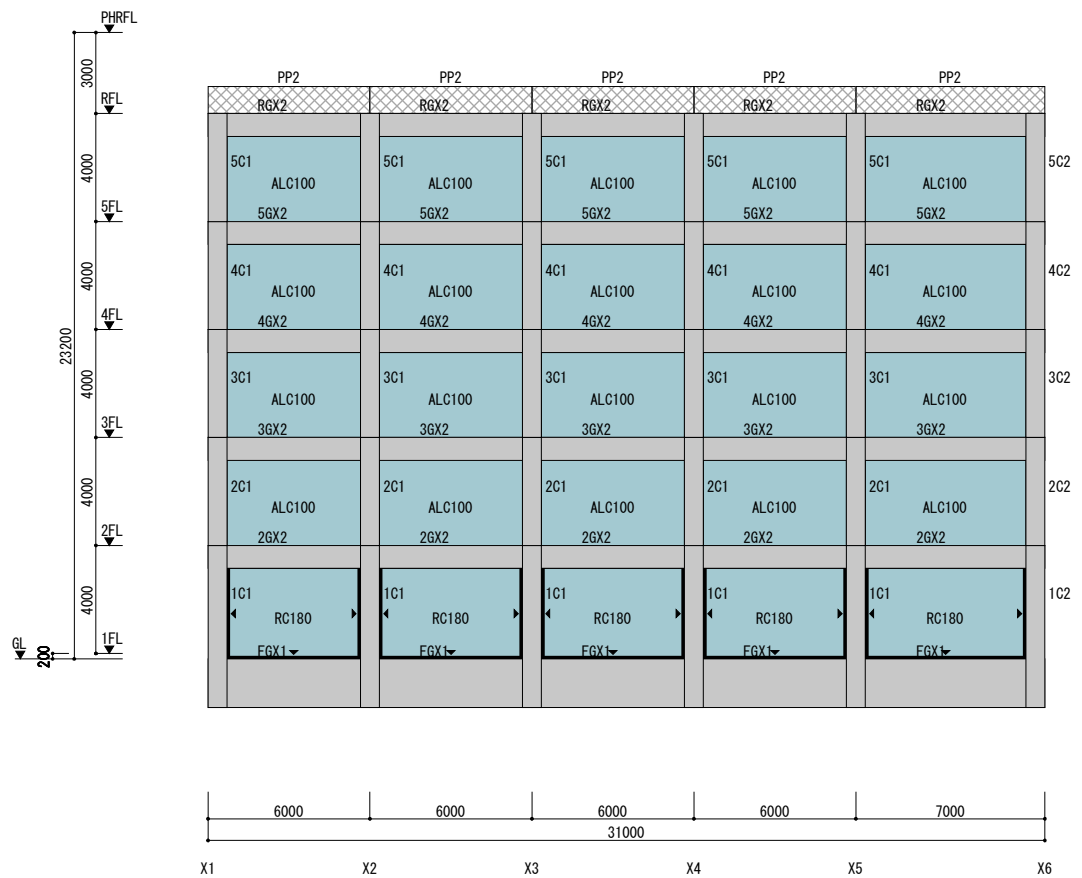 PHRFL
3000
PP2 PP2 PP2 PP2 PP2
RFL
RGX2 RGX2 RGX2 RGX2 RGX2
4000
5C1 5C1 5C1 5C1 5C1 5C2
ALC100 ALC100 ALC100 ALC100 ALC100
5FL
5GX2 5GX2 5GX2 5GX2 5GX2
4000
4C1 4C1 4C1 4C1 4C1 4C2
ALC100 ALC100 ALC100 ALC100 ALC100
4FL
4GX2 4GX2 4GX2 4GX2 4GX2
23200
4000
3C1 3C1 3C1 3C1 3C1 3C2
ALC100 ALC100 ALC100 ALC100 ALC100
3FL
3GX2 3GX2 3GX2 3GX2 3GX2
4000
2C1 2C1 2C1 2C1 2C1 2C2
ALC100 ALC100 ALC100 ALC100 ALC100
2FL
2GX2 2GX2 2GX2 2GX2 2GX2
4000
1C1 1C1 1C1 1C1 1C1 1C2
RC180 RC180 RC180 RC180 RC180
GL
1FL
200
FGX1 FGX1 FGX1 FGX1 FGX1
6000 6000 6000 6000 7000
31000
X1 X2 X3 X4 X5 X6